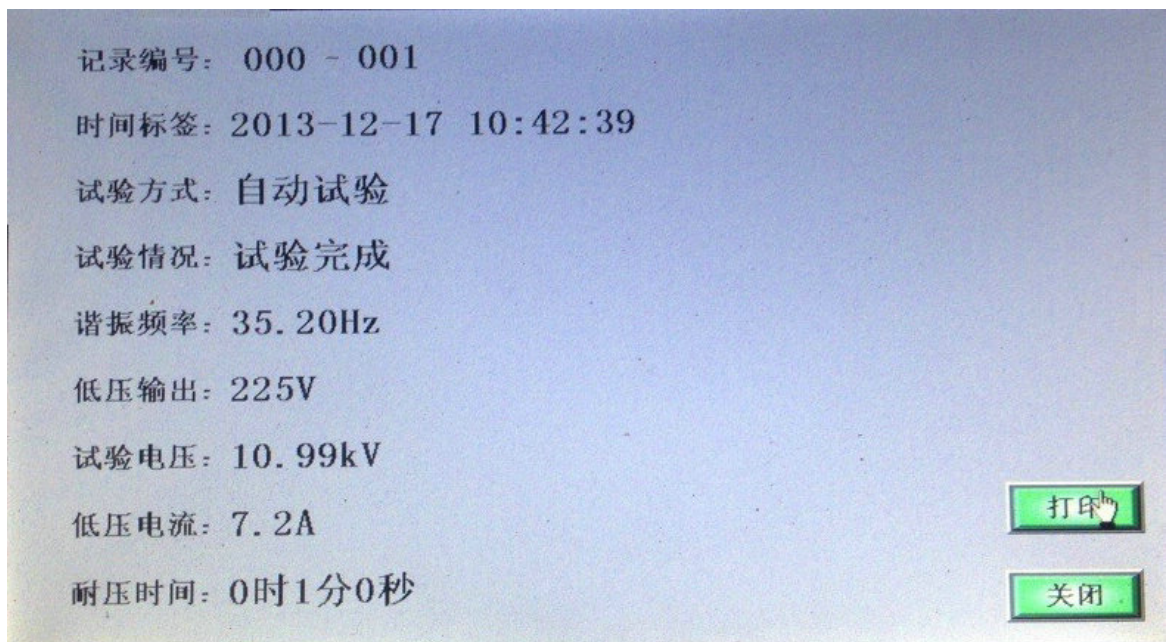 记录编号： 000 - 001
时间标签：2013-12-17 10:42:39
试验方式：自动试验
试验情况：试验完成
谐振频率：35.20Hz
低压输出：225V
试验电压：10.99kV
低压电流：7.2A
耐压时间：0时1分0秒
打印
关闭